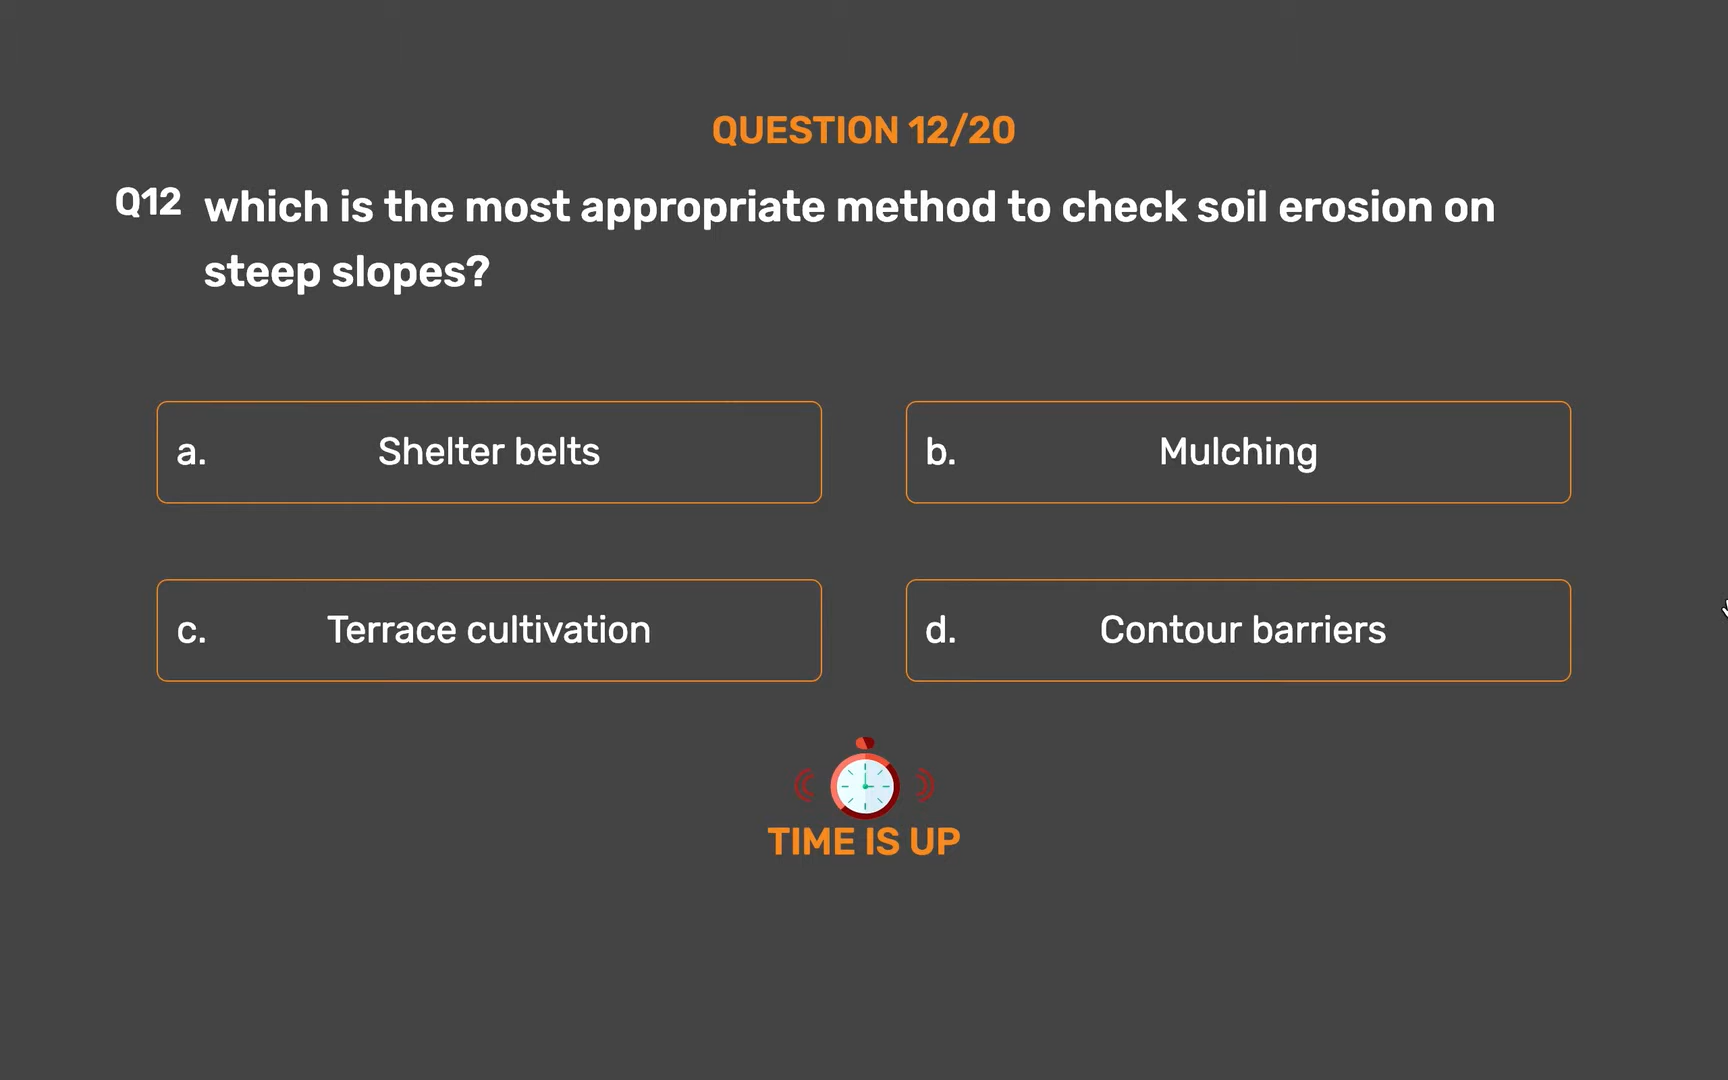 QUESTION 12/20
Q12 which is the most appropriate method to check soil erosion on
steep slopes?
a. Shelter belts
b. Mulching
c. Terrace cultivation
d. Contour barriers
TIME IS UP